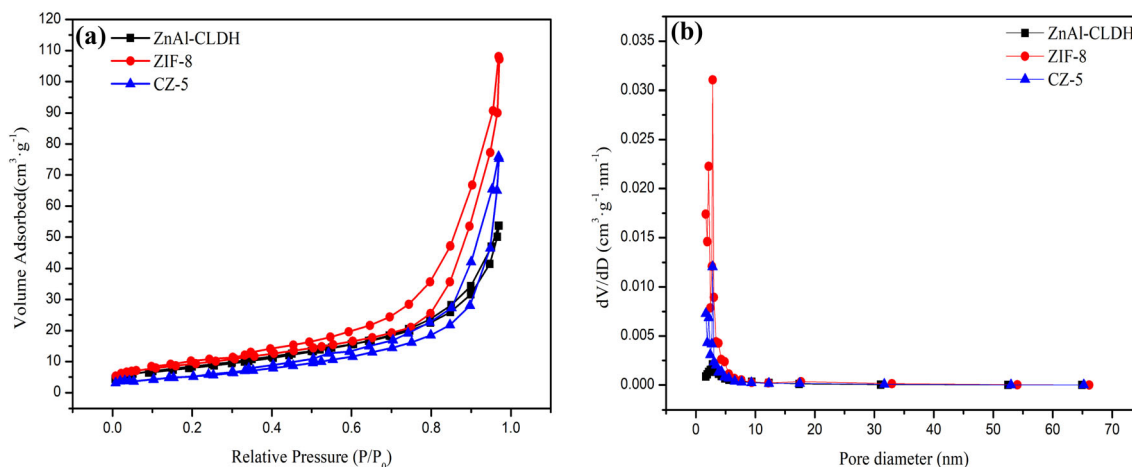 (a)
ZnAl-CLDH
ZIF-8
CZ-5
Volume Adsorbed(cm³·g⁻¹)
120
110
100
90
80
70
60
50
40
30
20
10
0
0.0 0.2 0.4 0.6 0.8 1.0
Relative Pressure (P/P₀)
(b)
ZnAl-CLDH
ZIF-8
CZ-5
dV/dD (cm³·g⁻¹·nm⁻¹)
0.035
0.030
0.025
0.020
0.015
0.010
0.005
0.000
0 10 20 30 40 50 60 70
Pore diameter (nm)